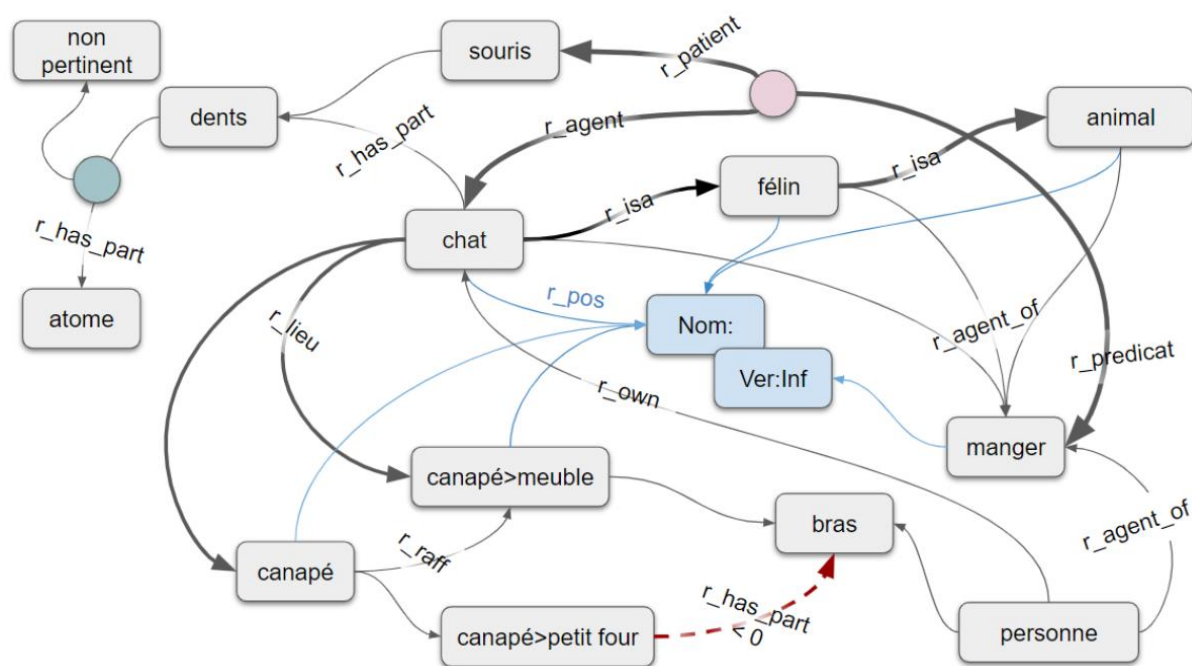 non
pertinent
souris
r_patient
dents
r_agent
animal
r_has_part
r_isa
félin
r_isa
chat
r_has_part
r_pos
atome
r_lieu
Nom:
r_agent_of
Ver:Inf
r_predicat
r_own
manger
canapé>meuble
bras
r_agent_of
r_raff
canapé
r_has_part
< 0
canapé>petit four
personne